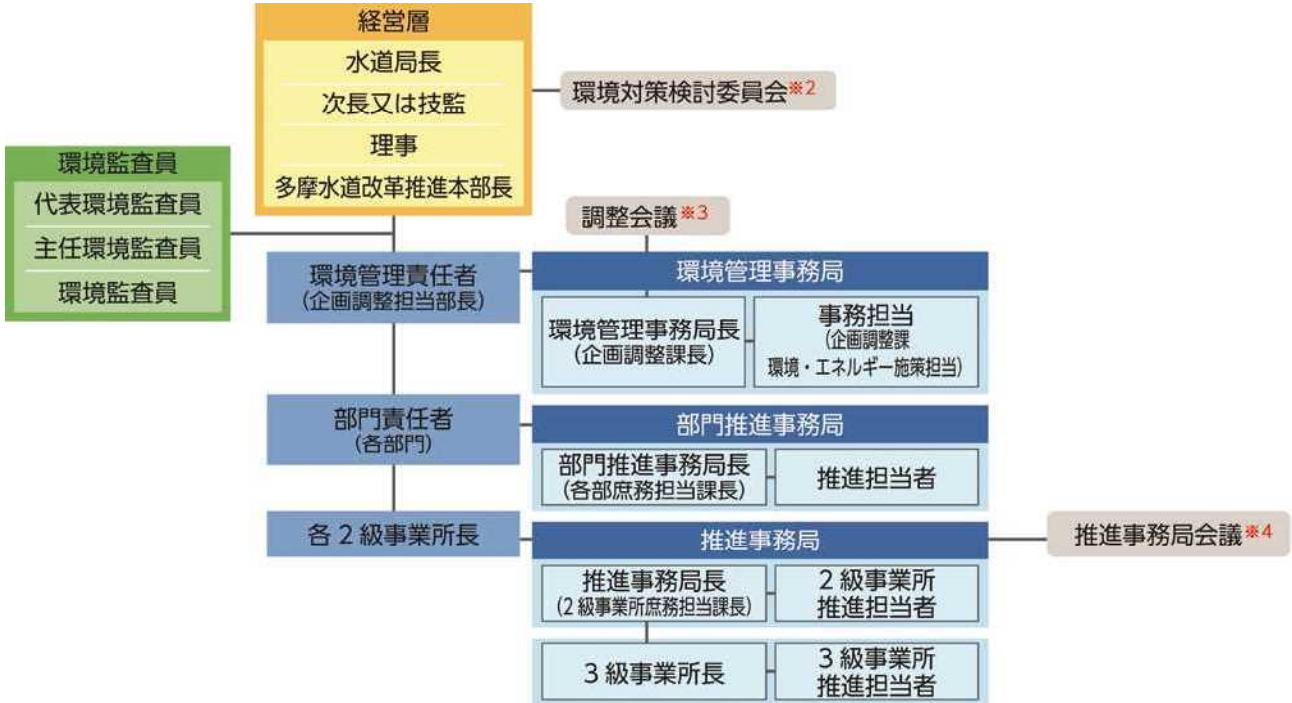 経営層
水道局長
次長又は技監
理事
多摩水道改革推進本部長
環境対策検討委員会※2
環境監査員
代表環境監査員
主任環境監査員
環境監査員
調整会議※3
環境管理責任者
(企画調整担当部長)
環境管理事務局
環境管理事務局長
(企画調整課長)
事務担当
(企画調整課
環境・エネルギー施策担当)
部門責任者
(各部門)
部門推進事務局
部門推進事務局長
(各部庶務担当課長)
推進担当者
各2級事業所長
推進事務局
推進事務局会議※4
推進事務局長
(2級事業所庶務担当課長)
2級事業所
推進担当者
3級事業所長
3級事業所
推進担当者